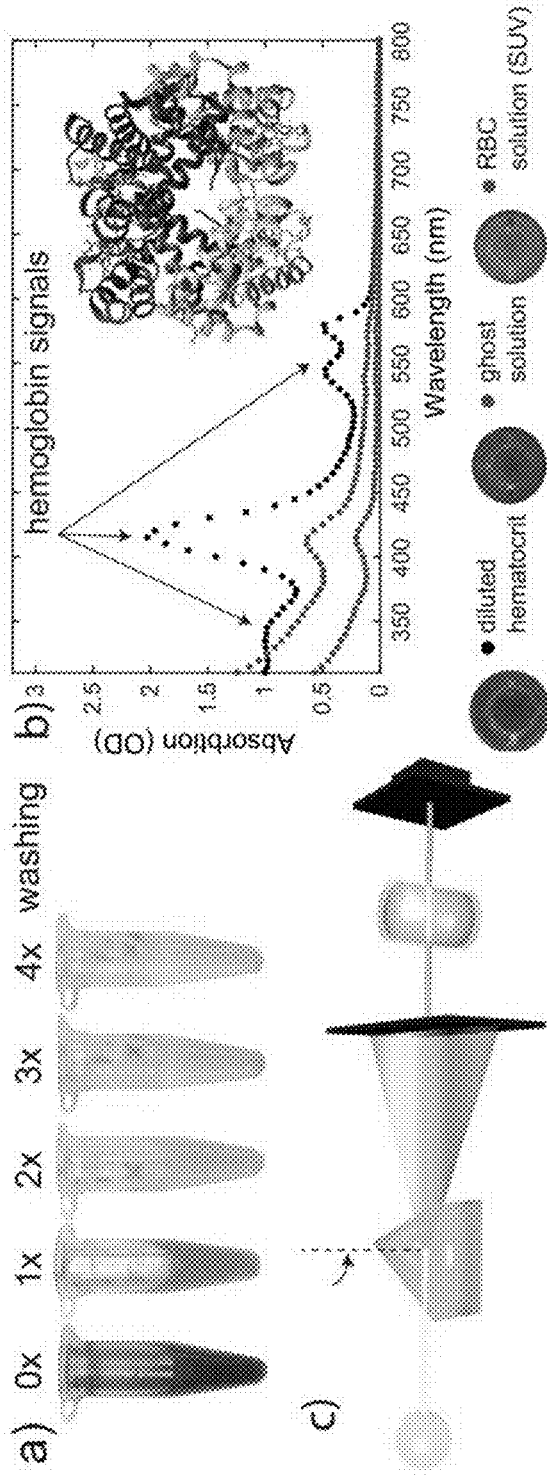 a)
0x 1x 2x 3x 4x washing
b)
hemoglobin signals
3
2.5
2
1.5
1
0.5
0
Absorbtion (OD)
350 400 450 500 550 600 650 700 750 800
Wavelength (nm)
diluted
hematocrit
ghost
solution
RBC
solution (SUV)
c)